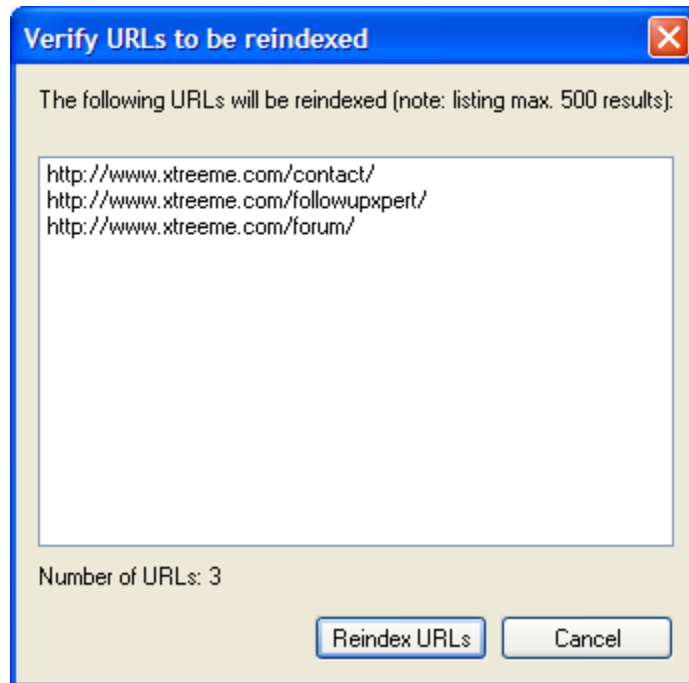 Verify URLs to be reindexed
The following URLs will be reindexed (note: listing max. 500 results):
http://www.xtreeme.com/contact/
http://www.xtreeme.com/followupxpert/
http://www.xtreeme.com/forum/
Number of URLs: 3
Reindex URLs
Cancel